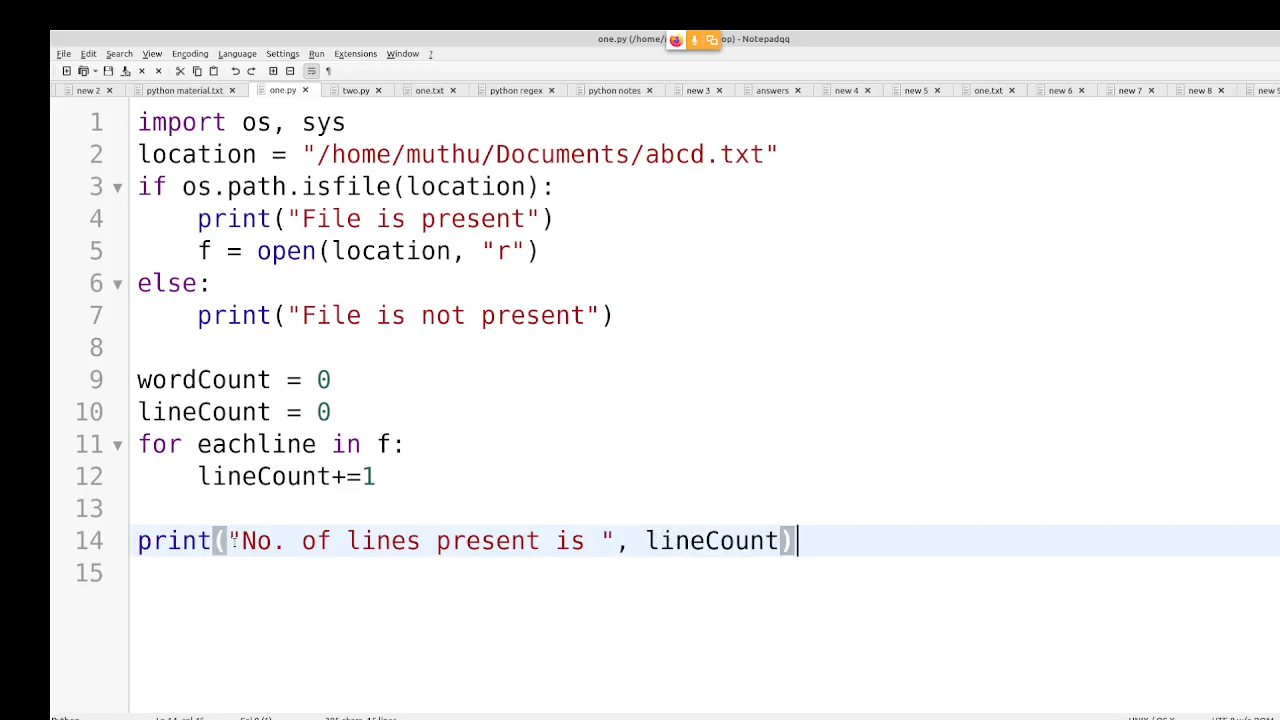 one.py (/home/ op) - Notepadqq
File Edit Search View Encoding Language Settings Run Extensions Window ?
new 2 python material.txt one.py two.py one.txt python regex python notes new 3 answers new 4 new 5 one.txt new 6 new 7 new 8 new 9
1 import os, sys
2 location = "/home/muthu/Documents/abcd.txt"
3 if os.path.isfile(location):
4 print("File is present")
5 f = open(location, "r")
6 else:
7 print("File is not present")
8
9 wordCount = 0
10 lineCount = 0
11 for eachline in f:
12 lineCount+=1
13
14 print("No. of lines present is ", lineCount)
15